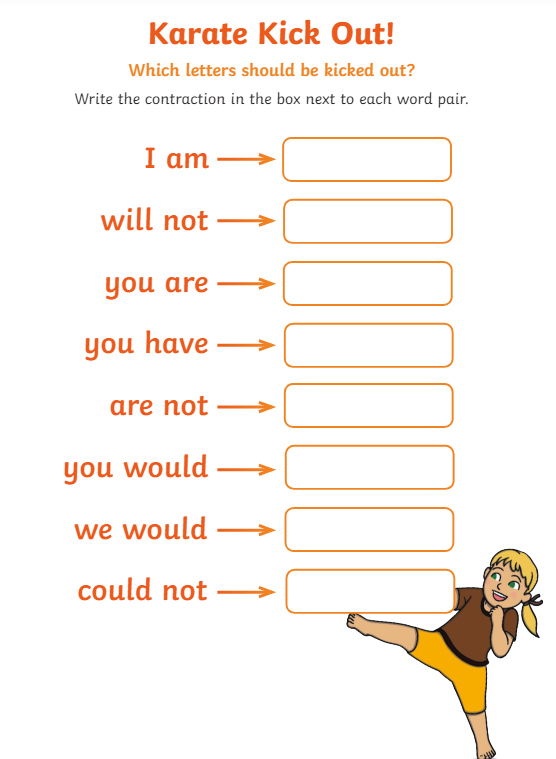 Karate Kick Out!
Which letters should be kicked out?
Write the contraction in the box next to each word pair.
I am
will not
you are
you have
are not
you would
we would
could not